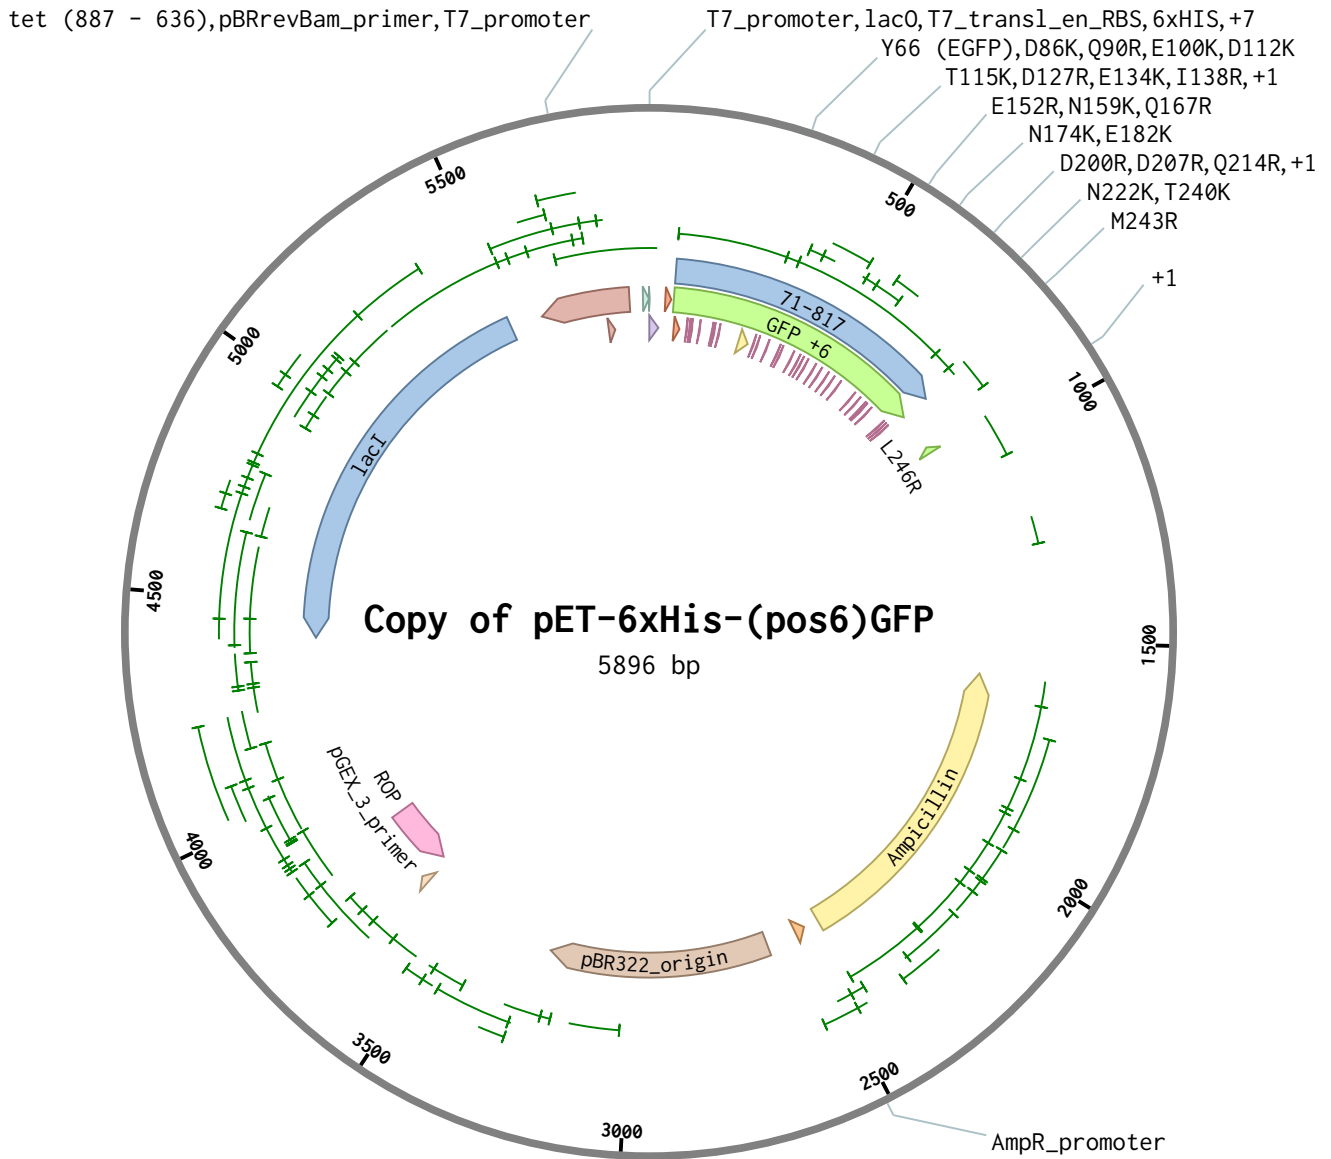 tet (887 - 636),pBRrevBam_primer,T7_promoter
T7_promoter,lacO,T7_transl_en_RBS,6xHIS,+7
Y66 (EGFP),D86K,Q90R,E100K,D112K
T115K,D127R,E134K,I138R,+1
E152R,N159K,Q167R
N174K,E182K
D200R,D207R,Q214R,+1
N222K,T240K
M243R
+1
5500
500
5000
1000
71-817
GFP +6
L246R
lacI
4500
Copy of pET-6xHis-(pos6)GFP
5896 bp
1500
ROP
pGEX_3_primer
Ampicillin
4000
2000
pBR322_origin
3500
2500
3000
AmpR_promoter